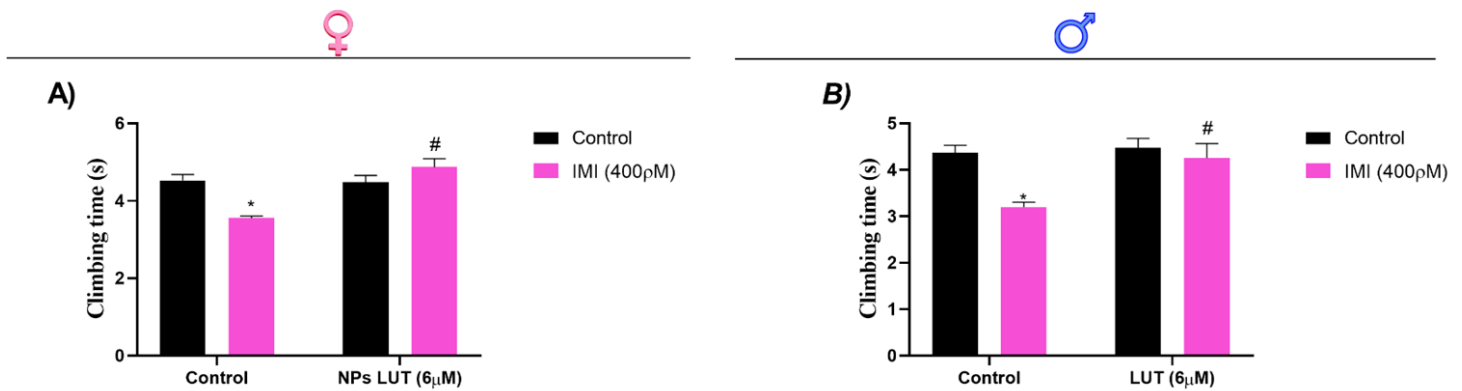 A)
Climbing time (s)
6
4
2
0
*
#
Control
NPs LUT (6μM)
Control
IMI (400ρM)
B)
Climbing time (s)
5
4
3
2
1
0
*
#
Control
LUT (6μM)
Control
IMI (400ρM)